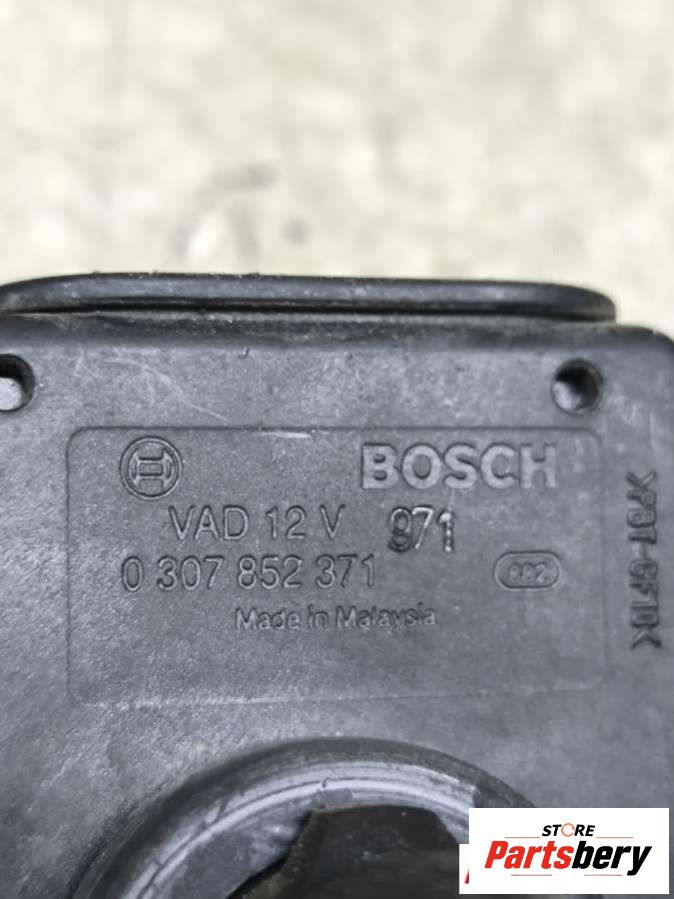 BOSCH
VAD 12 V 971
0 307 852 371
Made in Malaysia
STORE
Partsbery